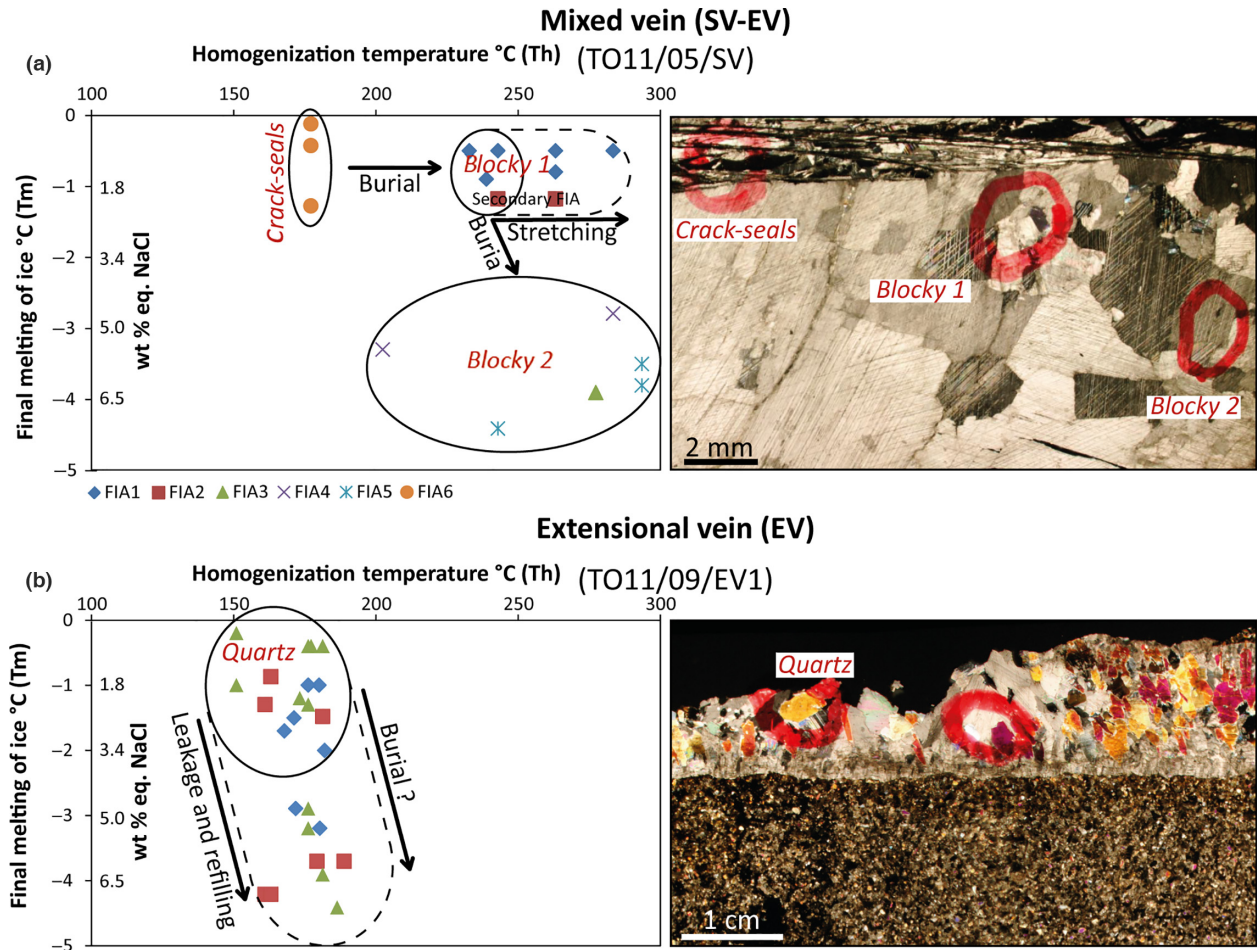 Mixed vein (SV-EV)
(a)
Homogenization temperature °C (Th) (TO11/05/SV)
100 150 200 250 300
0
−1
−2
−3
−4
−5
Final melting of ice °C (Tm)
1.8
3.4
5.0
6.5
wt % eq. NaCl
Crack-seals
Burial
Blocky 1
Secondary FIA
Stretching
Buria
Blocky 2
FIA1 FIA2 FIA3 FIA4 FIA5 FIA6
Crack-seals
Blocky 1
Blocky 2
2 mm
Extensional vein (EV)
(b)
Homogenization temperature °C (Th) (TO11/09/EV1)
100 150 200 300
0
−1
−2
−3
−4
−5
Final melting of ice °C (Tm)
1.8
3.4
5.0
6.5
wt % eq. NaCl
Quartz
Leakage and refilling
Burial ?
Quartz
1 cm